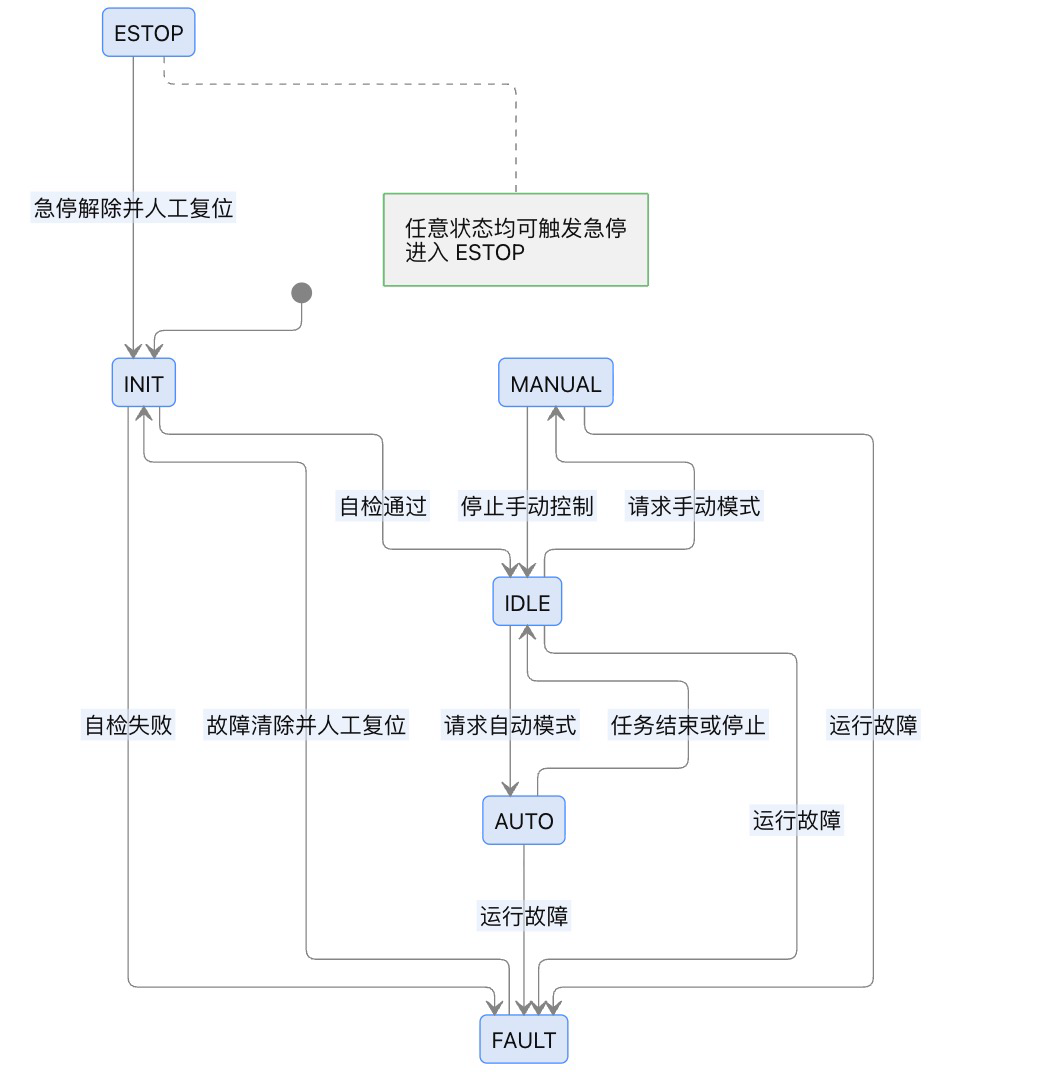 ESTOP
急停解除并人工复位
任意状态均可触发急停
进入 ESTOP
INIT
MANUAL
自检通过
停止手动控制
请求手动模式
IDLE
自检失败
故障清除并人工复位
请求自动模式
任务结束或停止
运行故障
AUTO
运行故障
运行故障
FAULT